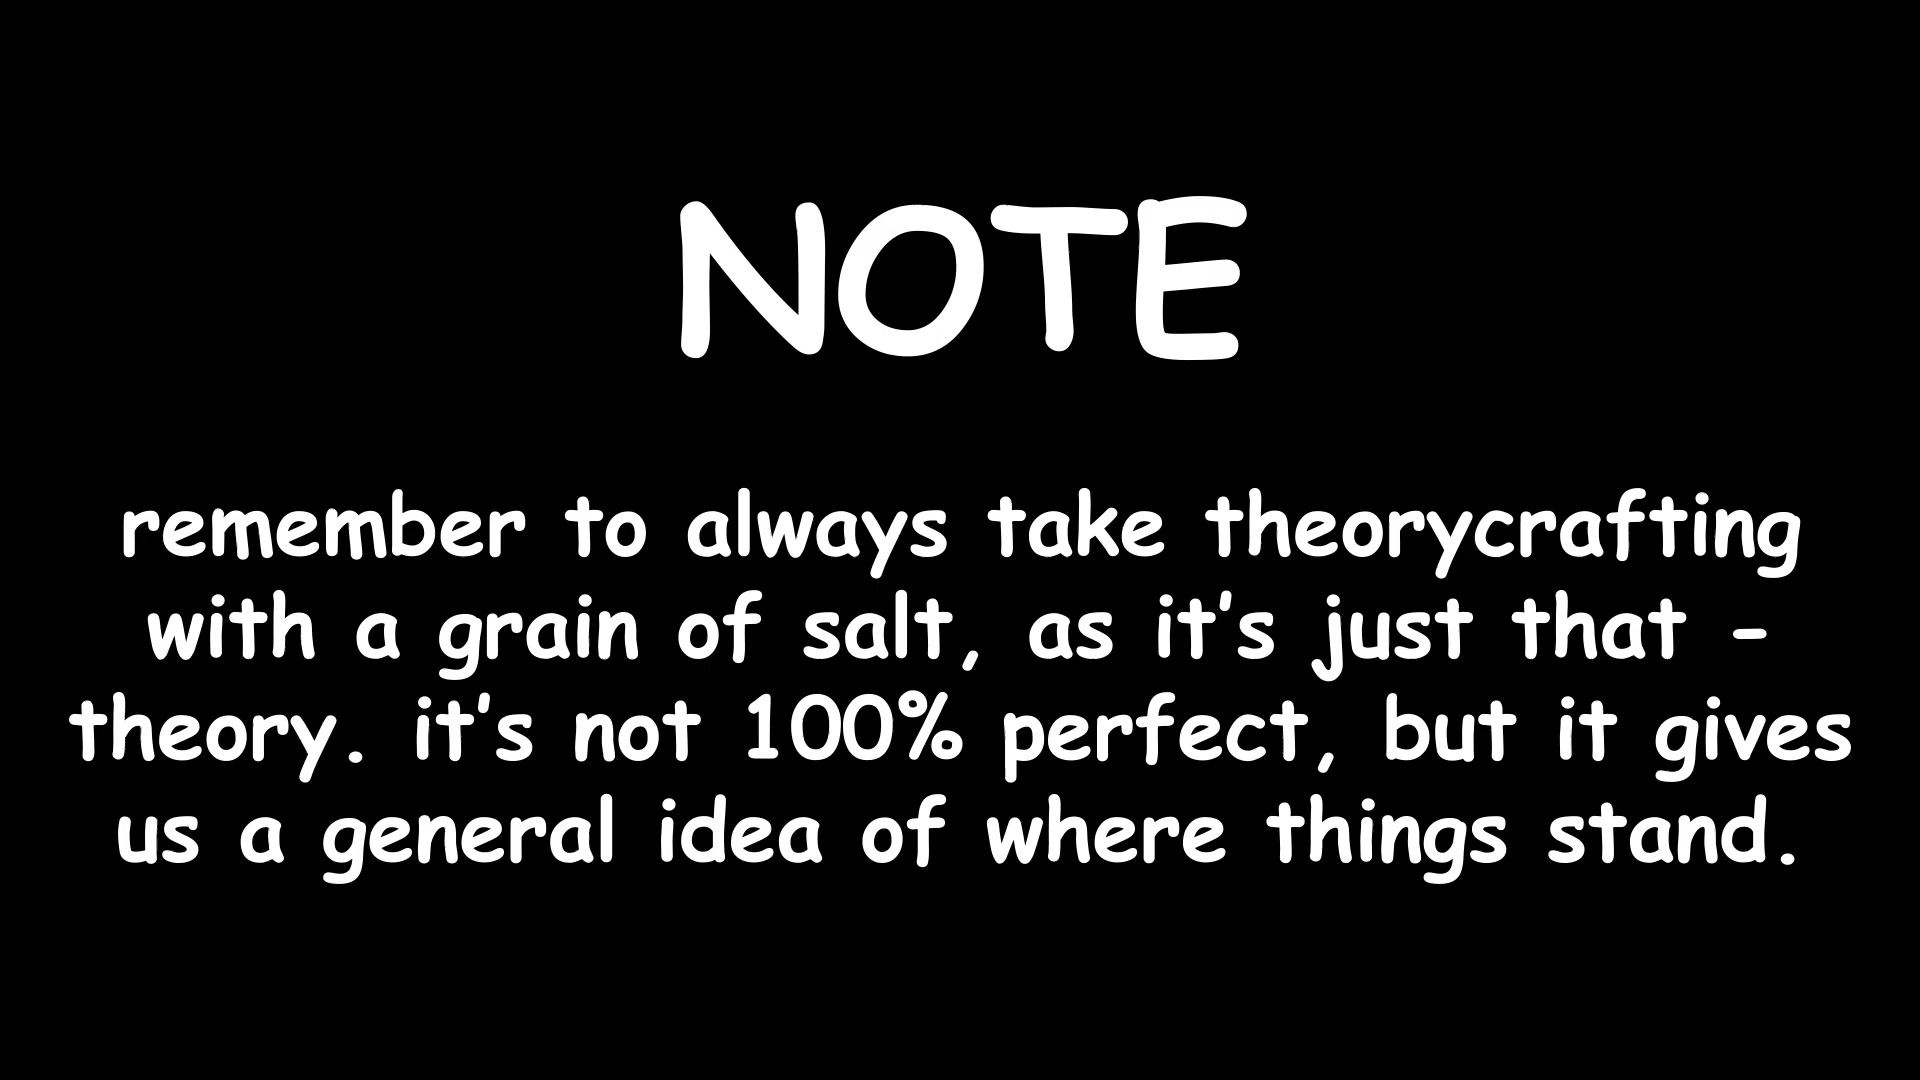 NOTE
remember to always take theorycrafting
with a grain of salt, as it's just that -
theory. it's not 100% perfect, but it gives
us a general idea of where things stand.